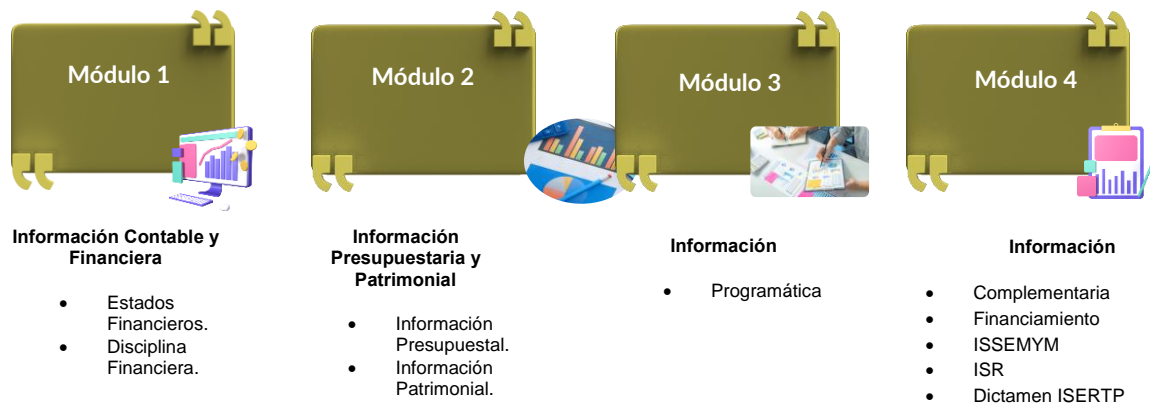 Módulo 1
Módulo 2
Módulo 3
Módulo 4
Información Contable y
Financiera
• Estados
Financieros.
• Disciplina
Financiera.
Información
Presupuestaria y
Patrimonial
• Información
Presupuestal.
• Información
Patrimonial.
Información
• Programática
Información
• Complementaria
• Financiamiento
• ISSEMYM
• ISR
• Dictamen ISERTP